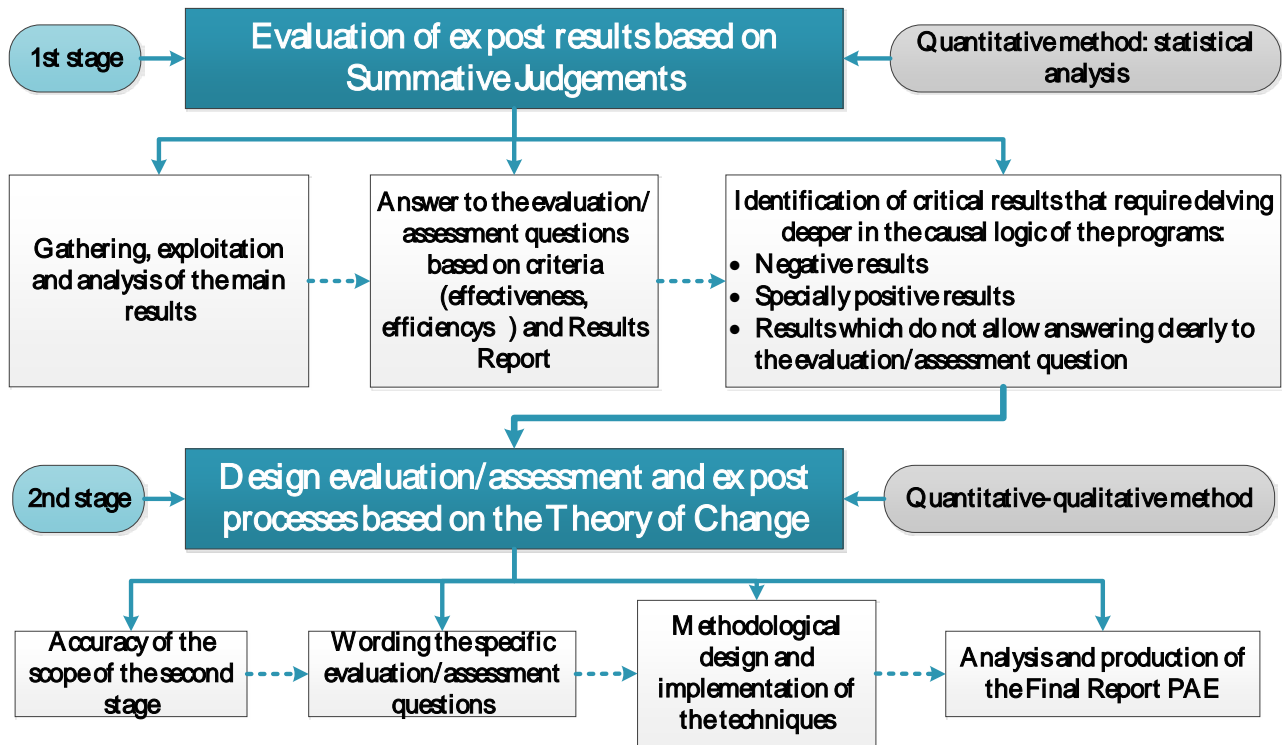 1st stage
Evaluation of ex post results based on
Summative Judgements
Quantitative method: statistical
analysis
Gathering, exploitation
and analysis of the main
results
Answer to the evaluation/
assessment questions
based on criteria
(effectiveness,
efficiencys ) and Results
Report
Identification of critical results that require delving
deeper in the causal logic of the programs:
• Negative results
• Specially positive results
• Results which do not allow answering clearly to
the evaluation/assessment question
2nd stage
Design evaluation/assessment and ex post
processes based on the Theory of Change
Quantitative-qualitative method
Accuracy of the
scope of the second
stage
Wording the specific
evaluation/assessment
questions
Methodological
design and
implementation of
the techniques
Analysis and production of
the Final Report PAE